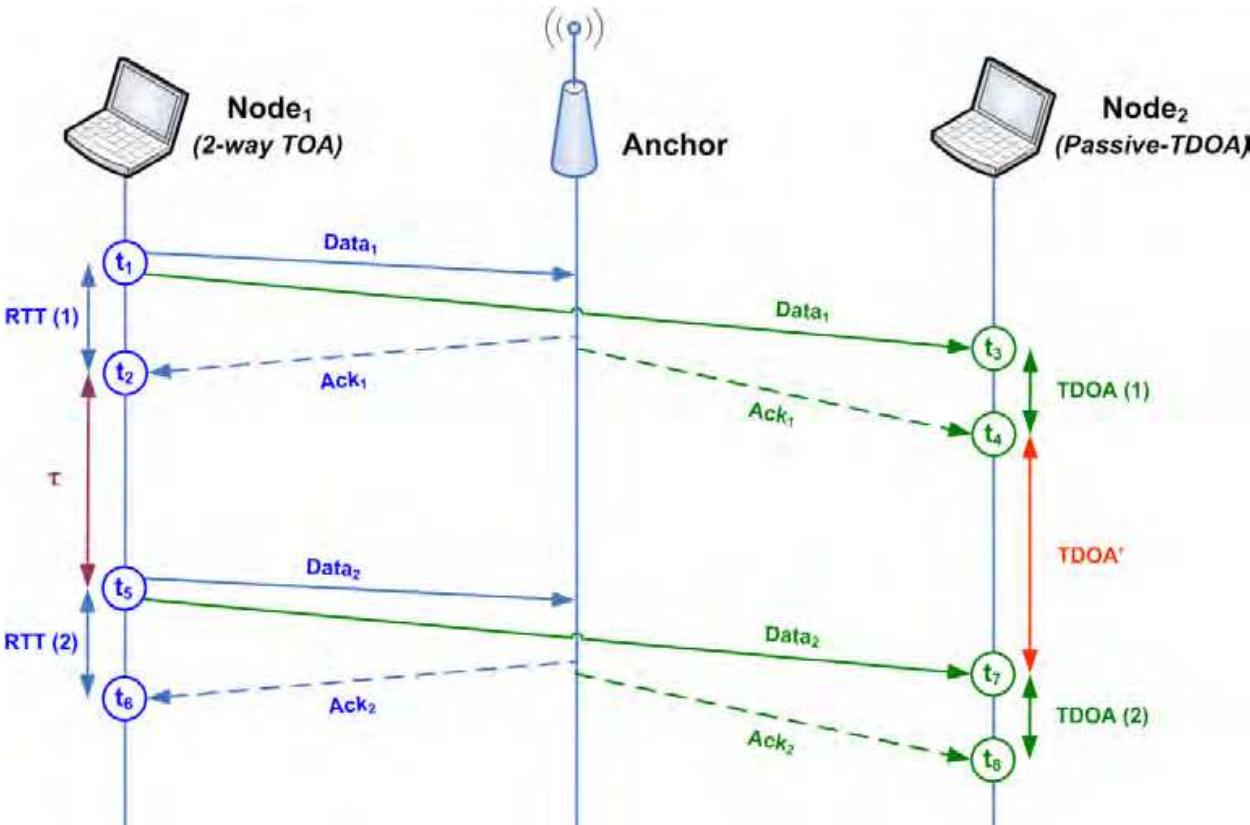 Node₁
(2-way TOA)
Anchor
Node₂
(Passive-TDOA)
t₁
Data₁
Data₁
RTT (1)
t₃
t₂
Ack₁
TDOA (1)
Ack₁
t₄
τ
TDOA'
t₅
Data₂
Data₂
RTT (2)
t₇
t₆
Ack₂
TDOA (2)
Ack₂
t₈